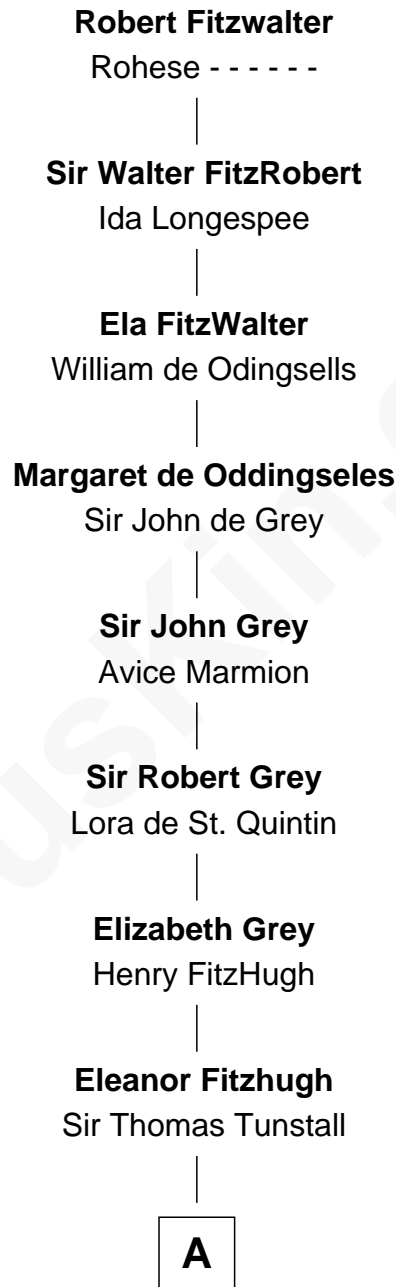 Robert Fitzwalter
Rohese - - - - - -
Sir Walter FitzRobert
Ida Longespee
Ela FitzWalter
William de Odingsells
Margaret de Oddingseles
Sir John de Grey
Sir John Grey
Avice Marmion
Sir Robert Grey
Lora de St. Quintin
Elizabeth Grey
Henry FitzHugh
Eleanor Fitzhugh
Sir Thomas Tunstall
A